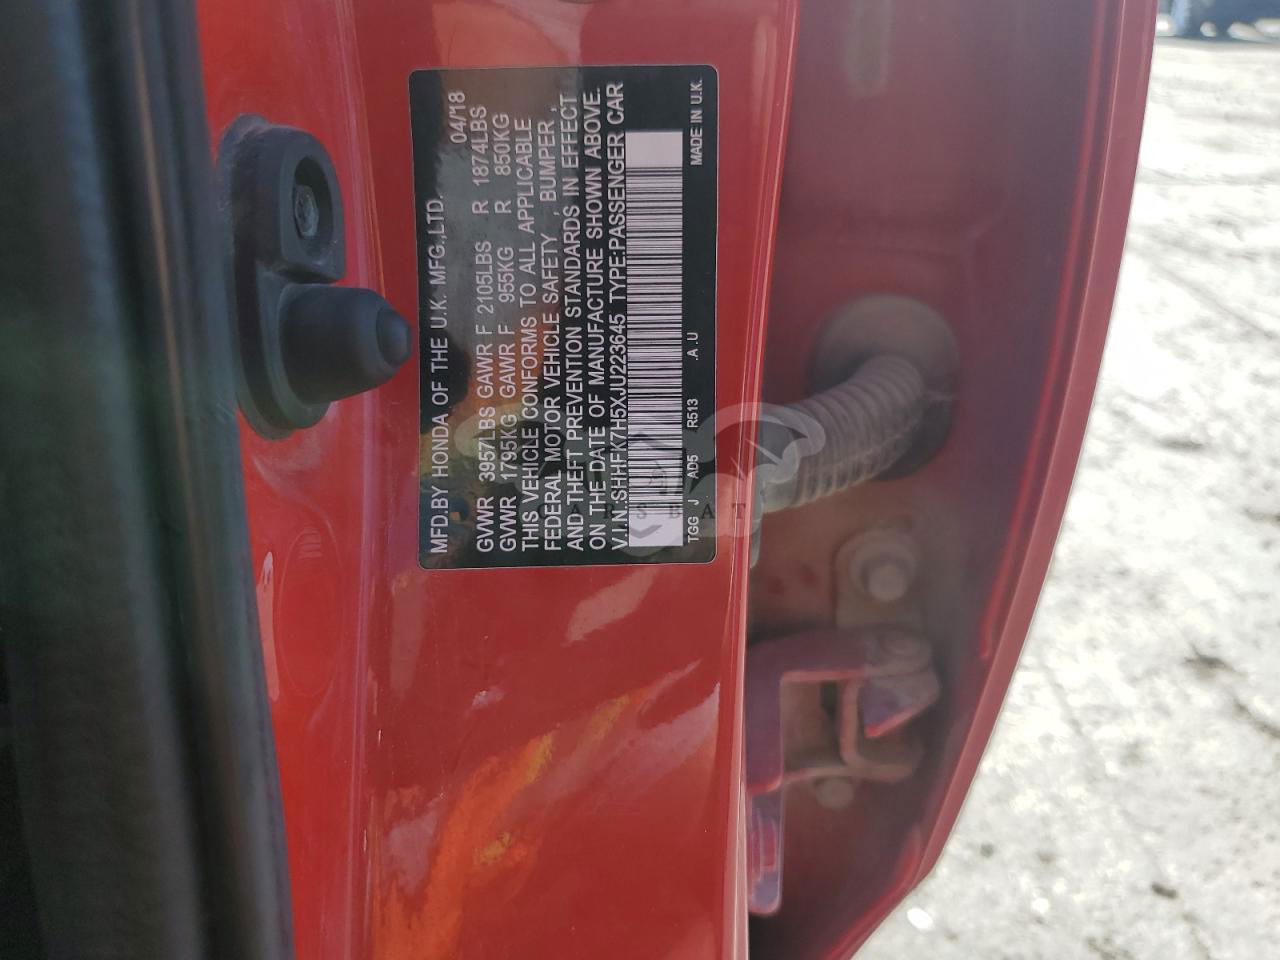 MFD.BY HONDA OF THE U.K. MFG.,LTD. 04/18
GVWR 3957LBS GAWR F 2105LBS R 1874LBS
GVWR 1795KG GAWR F 955KG R 850KG
THIS VEHICLE CONFORMS TO ALL APPLICABLE
FEDERAL MOTOR VEHICLE SAFETY, BUMPER,
AND THEFT PREVENTION STANDARDS IN EFFECT
ON THE DATE OF MANUFACTURE SHOWN ABOVE.
V.I.N.:SHHFK7H5XJU223645 TYPE:PASSENGER CAR
TGG J AD5 R513 .A.U MADE IN U.K.
CARSBAT